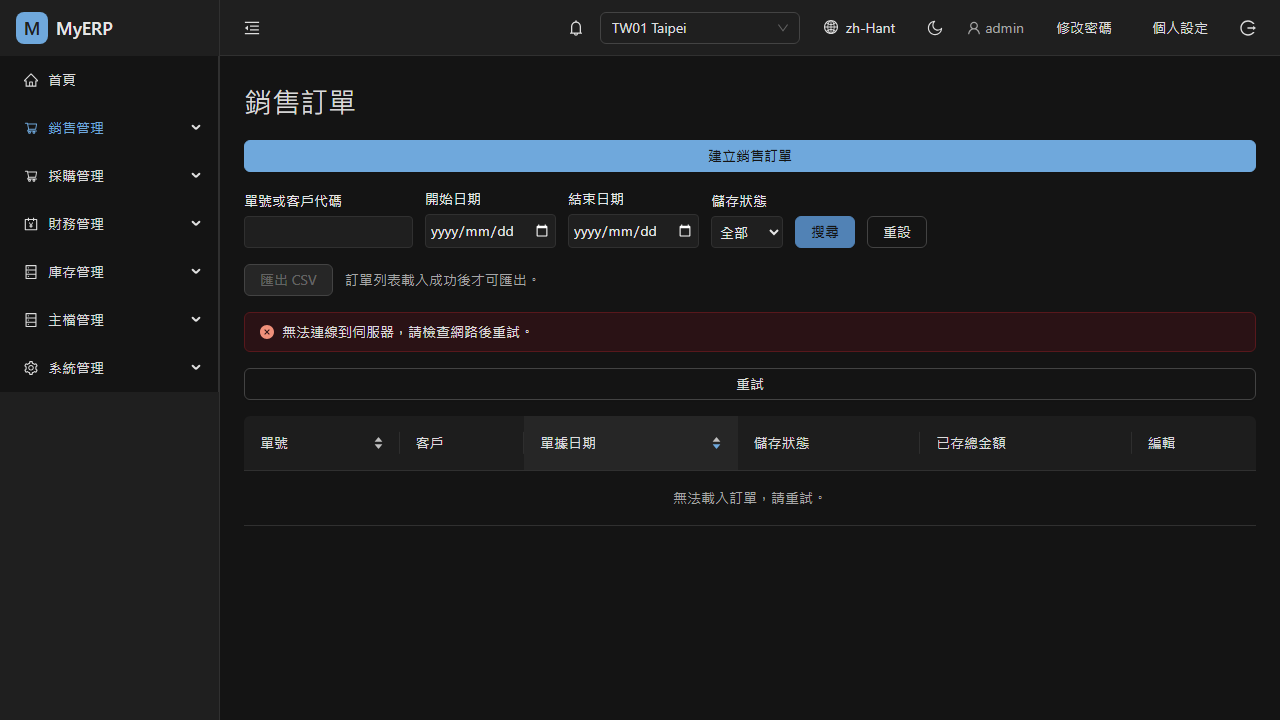 M MyERP
TW01 Taipei
zh-Hant
admin
修改密碼
個人設定
首頁
銷售管理
採購管理
財務管理
庫存管理
主檔管理
系統管理
銷售訂單
建立銷售訂單
單號或客戶代碼
開始日期
結束日期
儲存狀態
yyyy/mm/dd
yyyy/mm/dd
全部
搜尋
重設
匯出 CSV
訂單列表載入成功後才可匯出。
無法連線到伺服器，請檢查網路後重試。
重試
單號
客戶
單據日期
儲存狀態
已存總金額
編輯
無法載入訂單，請重試。